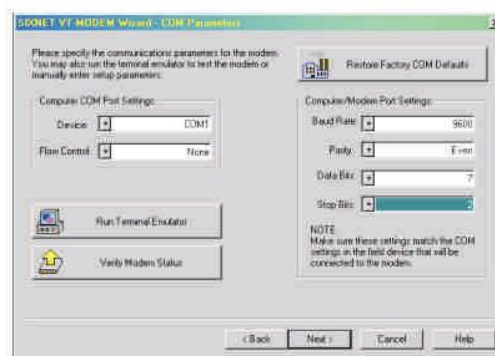 SIXNET VT-MODEM Wizard - COM Parameters
Please specify the communications parameters for the modem.
You may also run the terminal emulator to test the modem or
manually enter setup parameters.
Restore Factory COM Defaults
Computer COM Port Settings:
Device: COM1
Flow Control: None
Computer/Modem Port Settings:
Baud Rate: 9600
Parity: Even
Data Bits: 7
Stop Bits: 2
Run Terminal Emulator
Verify Modem Status
NOTE:
Make sure these settings match the COM
settings in the field device that will be
connected to the modem.
< Back
Next >
Cancel
Help